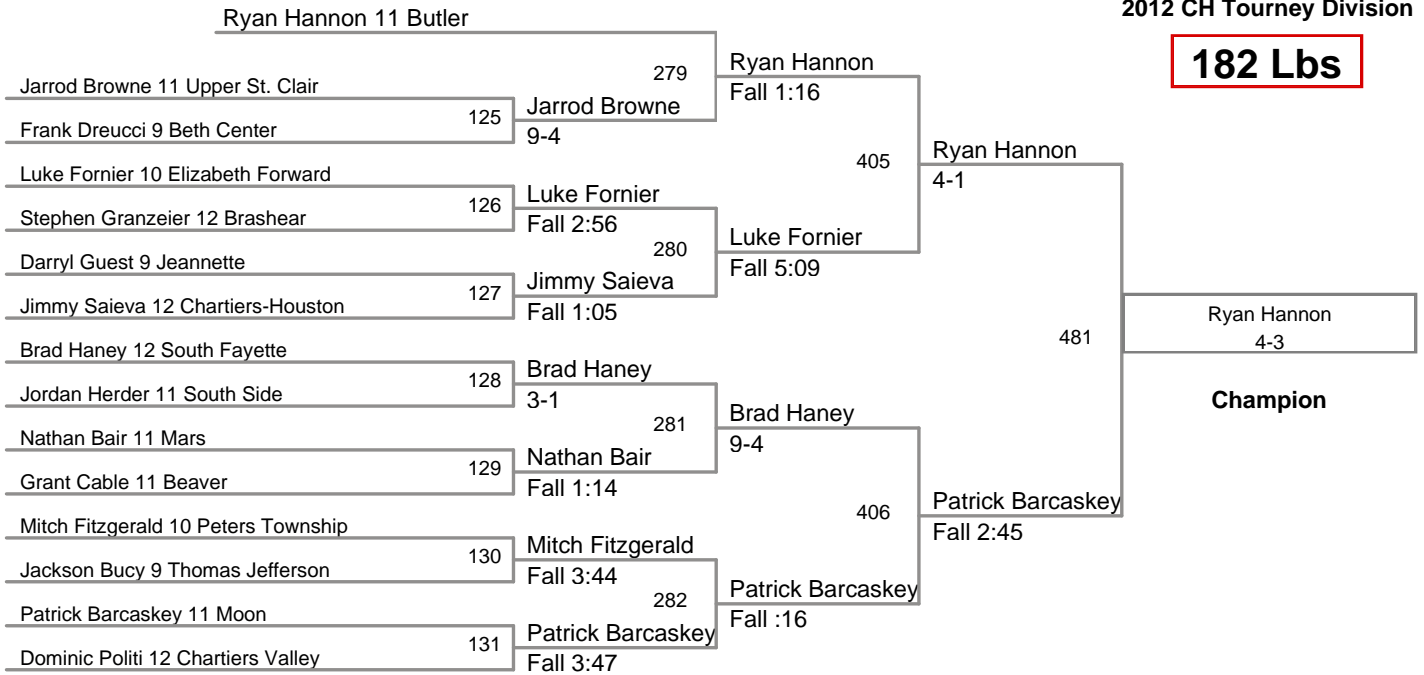 2012 CH Tourney Division
182 Lbs
Ryan Hannon 11 Butler
Jarrod Browne 11 Upper St. Clair
Frank Dreucci 9 Beth Center
Luke Fornier 10 Elizabeth Forward
Stephen Granzeier 12 Brashear
Darryl Guest 9 Jeannette
Jimmy Saieva 12 Chartiers-Houston
Brad Haney 12 South Fayette
Jordan Herder 11 South Side
Nathan Bair 11 Mars
Grant Cable 11 Beaver
Mitch Fitzgerald 10 Peters Township
Jackson Bucy 9 Thomas Jefferson
Patrick Barcaskey 11 Moon
Dominic Politi 12 Chartiers Valley
125
126
127
128
129
130
131
Jarrod Browne
9-4
Luke Fornier
Fall 2:56
Jimmy Saieva
Fall 1:05
Brad Haney
3-1
Nathan Bair
Fall 1:14
Mitch Fitzgerald
Fall 3:44
Patrick Barcaskey
Fall 3:47
279
280
281
282
Ryan Hannon
Fall 1:16
Luke Fornier
Fall 5:09
Brad Haney
9-4
Patrick Barcaskey
Fall :16
405
406
Ryan Hannon
4-1
Patrick Barcaskey
Fall 2:45
481
Ryan Hannon
4-3
Champion